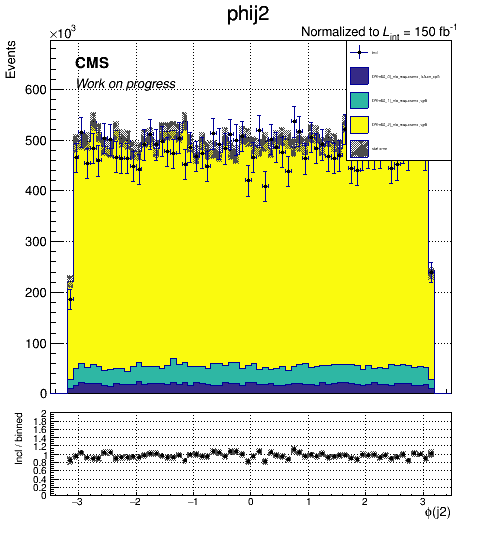 phij2
×10³
Normalized to L_int = 150 fb⁻¹
Events
CMS
Work on progress
incl
stat error
600
500
400
300
200
100
0
Incl / binned
2
1.8
1.6
1.4
1.2
1
0.8
0.6
0.4
0.2
0
−3
−2
−1
0
1
2
3
ϕ(j2)